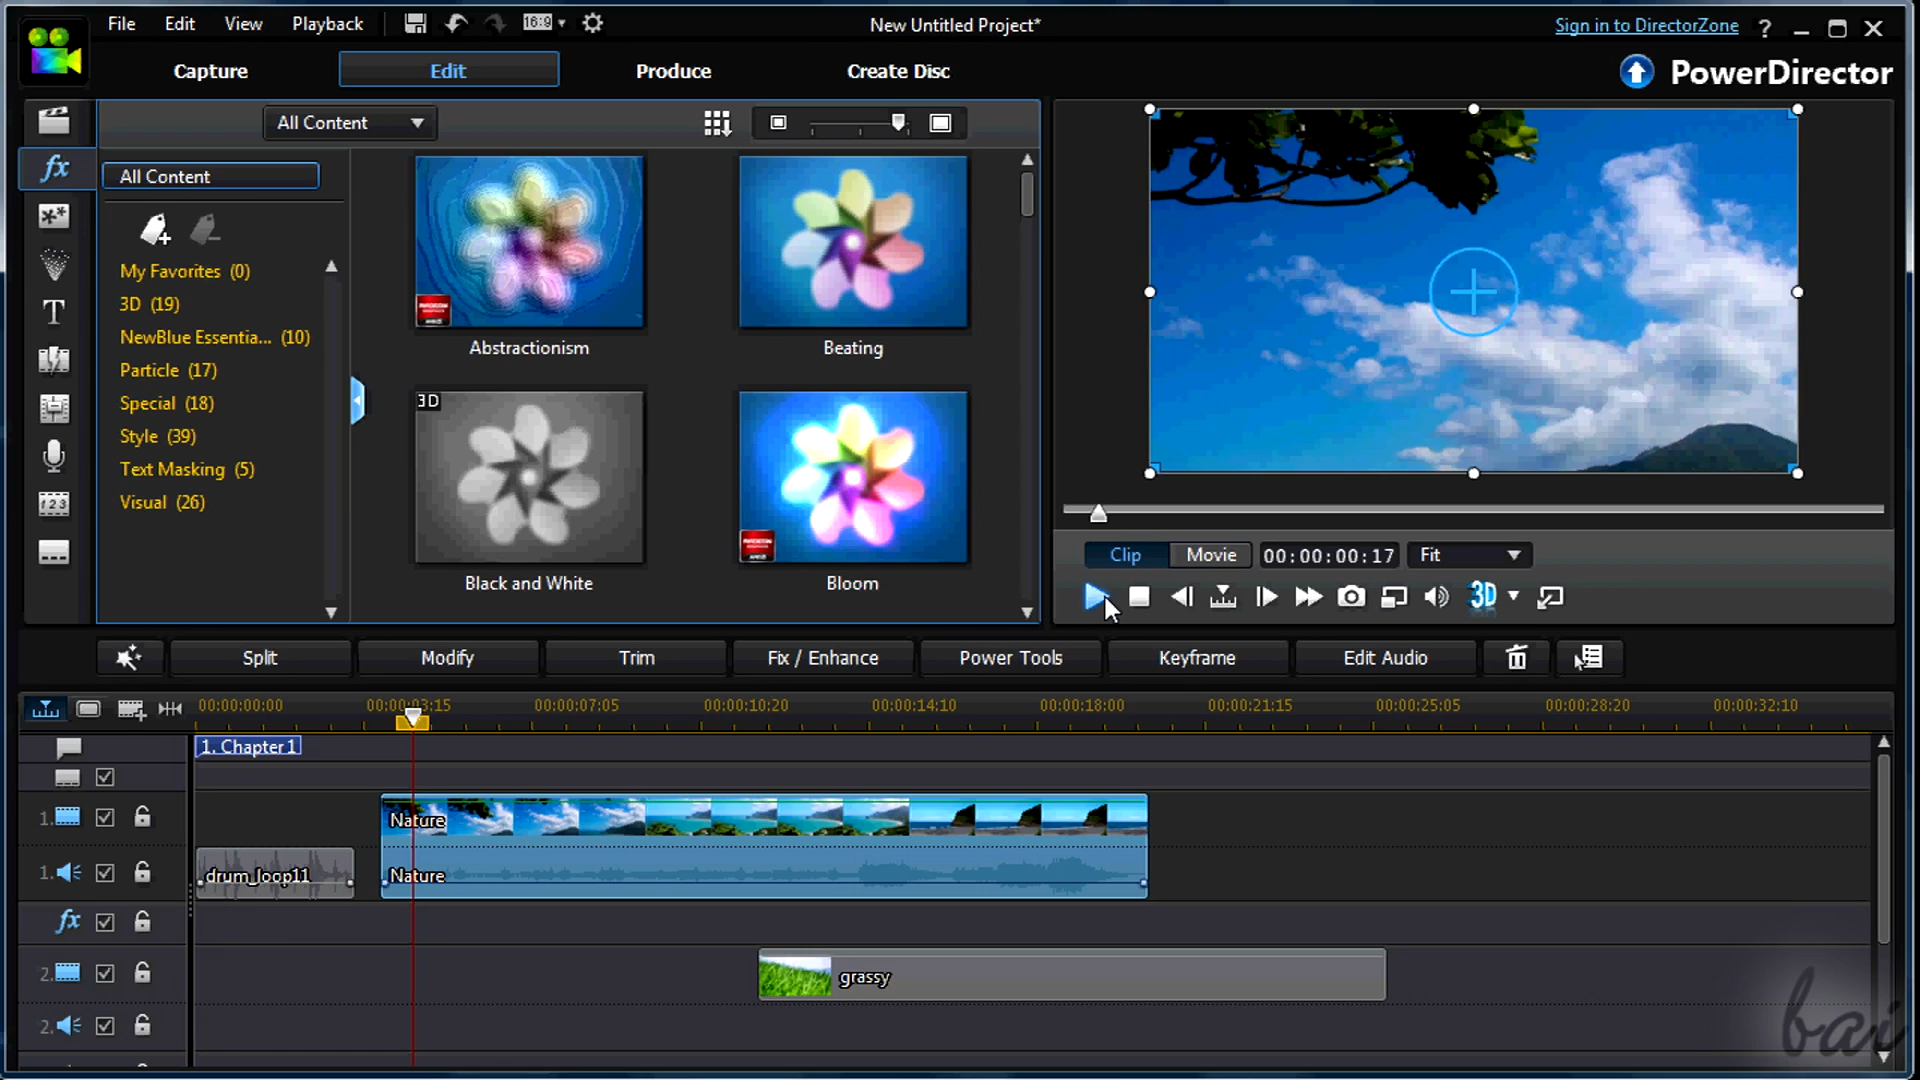 File Edit View Playback 16:9 New Untitled Project* Sign in to DirectorZone ?
Capture Edit Produce Create Disc PowerDirector
All Content
fx All Content
My Favorites (0)
3D (19)
NewBlue Essentia... (10)
Particle (17)
Special (18)
Style (39)
Text Masking (5)
Visual (26)
T
1 2 3
Abstractionism Beating
3D
Black and White Bloom
Clip Movie 00:00:00:17 Fit
3D
Split Modify Trim Fix / Enhance Power Tools Keyframe Edit Audio
00:00:00:00 00:00:03:15 00:00:07:05 00:00:10:20 00:00:14:10 00:00:18:00 00:00:21:15 00:00:25:05 00:00:28:20 00:00:32:10
1. Chapter1
1. Nature
1. drum_loop11 Nature
fx
2. grassy
2.
bai